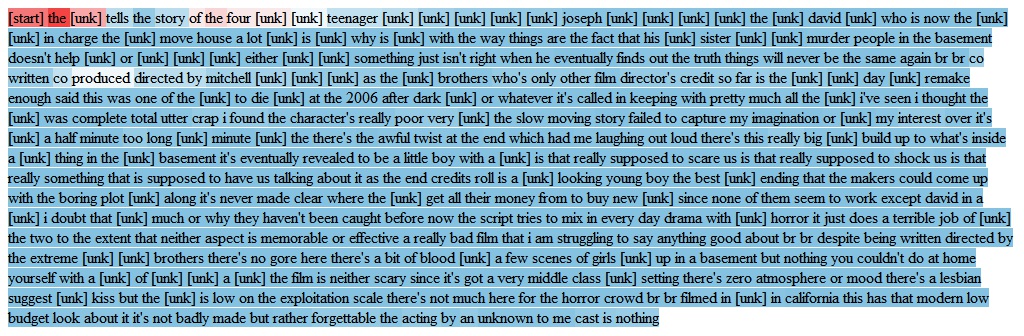 [start] the [unk] tells the story of the four [unk] [unk] teenager [unk] [unk] [unk] [unk] [unk] joseph [unk] [unk] [unk] [unk] the [unk] david [unk] who is now the [unk]
[unk] in charge the [unk] move house a lot [unk] is [unk] why is [unk] with the way things are the fact that his [unk] sister [unk] [unk] murder people in the basement
doesn't help [unk] or [unk] [unk] [unk] either [unk] [unk] something just isn't right when he eventually finds out the truth things will never be the same again br br co
written co produced directed by mitchell [unk] [unk] [unk] as the [unk] brothers who's only other film director's credit so far is the [unk] [unk] day [unk] remake
enough said this was one of the [unk] to die [unk] at the 2006 after dark [unk] or whatever it's called in keeping with pretty much all the [unk] i've seen i thought the
[unk] was complete total utter crap i found the character's really poor very [unk] the slow moving story failed to capture my imagination or [unk] my interest over it's
[unk] a half minute too long [unk] minute [unk] the there's the awful twist at the end which had me laughing out loud there's this really big [unk] build up to what's inside
a [unk] thing in the [unk] basement it's eventually revealed to be a little boy with a [unk] is that really supposed to scare us is that really supposed to shock us is that
really something that is supposed to have us talking about it as the end credits roll is a [unk] looking young boy the best [unk] ending that the makers could come up
with the boring plot [unk] along it's never made clear where the [unk] get all their money from to buy new [unk] since none of them seem to work except david in a
[unk] i doubt that [unk] much or why they haven't been caught before now the script tries to mix in every day drama with [unk] horror it just does a terrible job of [unk]
the two to the extent that neither aspect is memorable or effective a really bad film that i am struggling to say anything good about br br despite being written directed by
the extreme [unk] [unk] brothers there's no gore here there's a bit of blood [unk] a few scenes of girls [unk] up in a basement but nothing you couldn't do at home
yourself with a [unk] of [unk] [unk] a [unk] the film is neither scary since it's got a very middle class [unk] setting there's zero atmosphere or mood there's a lesbian
suggest [unk] kiss but the [unk] is low on the exploitation scale there's not much here for the horror crowd br br filmed in [unk] in california this has that modern low
budget look about it it's not badly made but rather forgettable the acting by an unknown to me cast is nothing